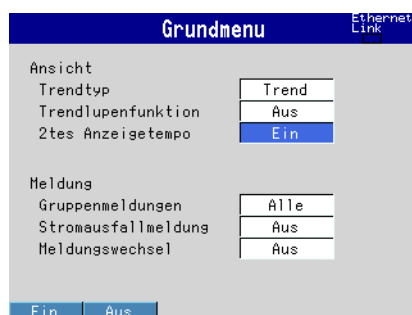 Grundmenu
Ethernet
Link
Ansicht
Trendtyp Trend
Trendlupenfunktion Aus
2tes Anzeigetempo Ein
Meldung
Gruppenmeldungen Alle
Stromausfallmeldung Aus
Meldungswechsel Aus
Ein Aus